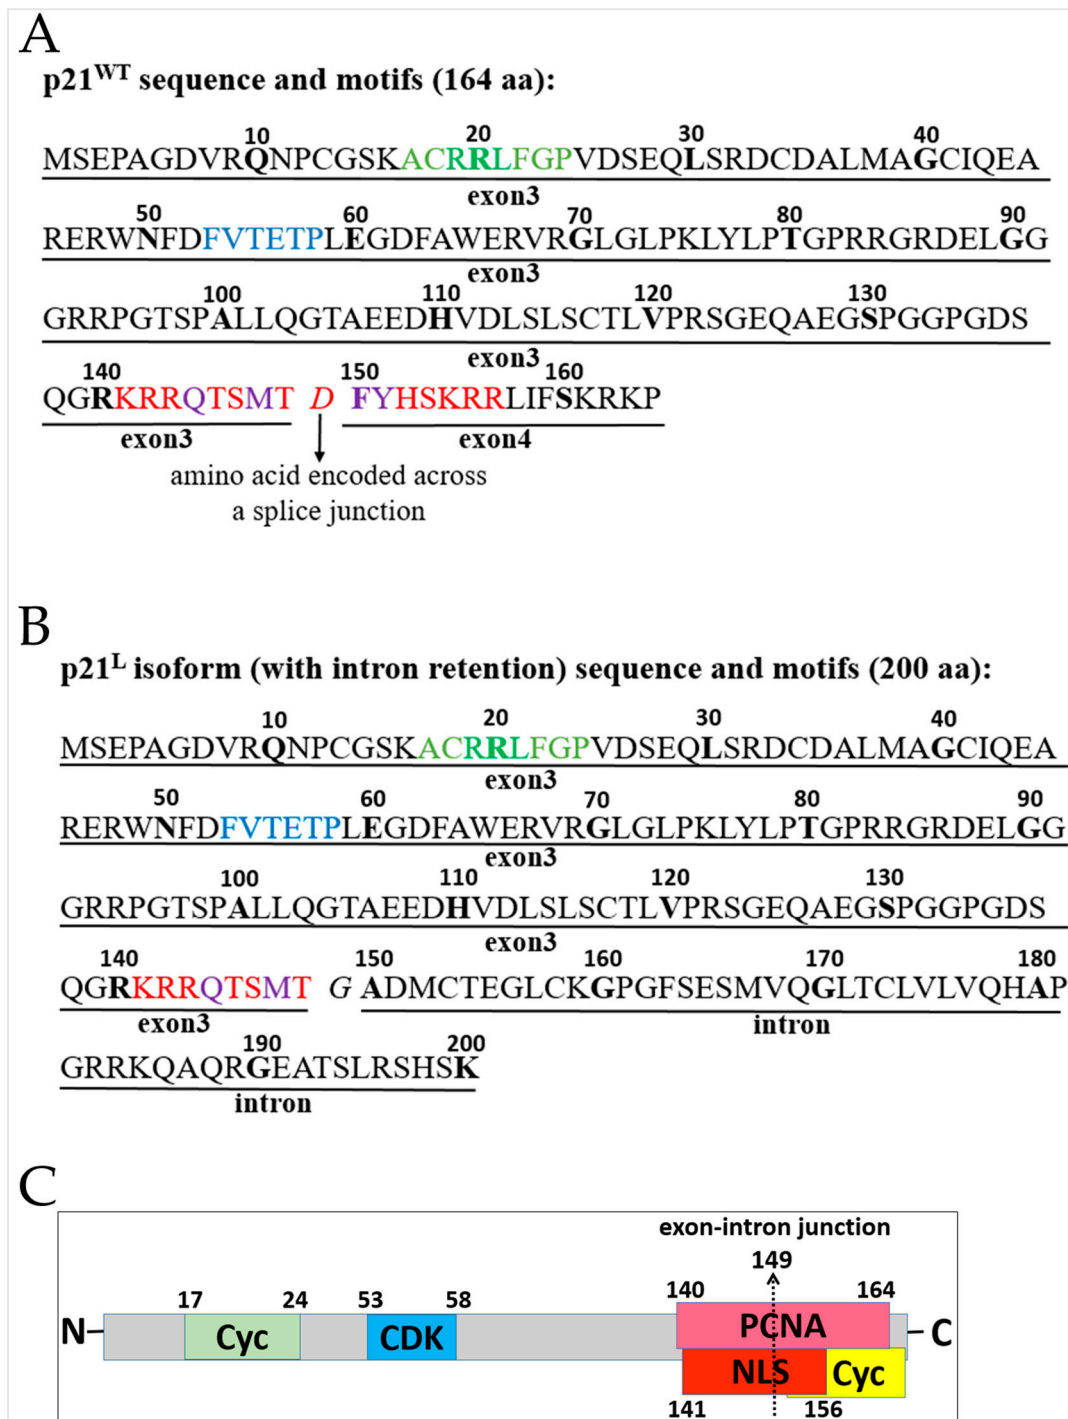 A
p21WT sequence and motifs (164 aa):
10 20 30 40
MSEPAGDVRQNPCGSKACRRLFGPVDSEQLSRDCDALMAGCIQEA
exon3
50 60 70 80 90
RERWNFDFVTETPLEGDFAWERVRGLGLPKLYLPTGPRRGRDELGG
exon3
100 110 120 130
GRRPGTSPALLQGTAEEDHVDLSLSCTLVPRSGEQAEGSPGGPGDS
exon3
140 150 160
QGRKRRQTSMT D FYHSKRRLIFSKRKP
exon3 exon4
amino acid encoded across
a splice junction
B
p21L isoform (with intron retention) sequence and motifs (200 aa):
10 20 30 40
MSEPAGDVRQNPCGSKACRRLFGPVDSEQLSRDCDALMAGCIQEA
exon3
50 60 70 80 90
RERWNFDFVTETPLEGDFAWERVRGLGLPKLYLPTGPRRGRDELGG
exon3
100 110 120 130
GRRPGTSPALLQGTAEEDHVDLSLSCTLVPRSGEQAEGSPGGPGDS
exon3
140 150 160 170 180
QGRKRRQTSMT G ADMCTEGLCKGPGFSESMVQGLTCLVLVQHAP
exon3 intron
190 200
GRRKQAQRGEATSLRSHSK
intron
C
exon-intron junction
149
17 24 53 58 140 164
N Cyc CDK PCNA C
NLS Cyc
141 156